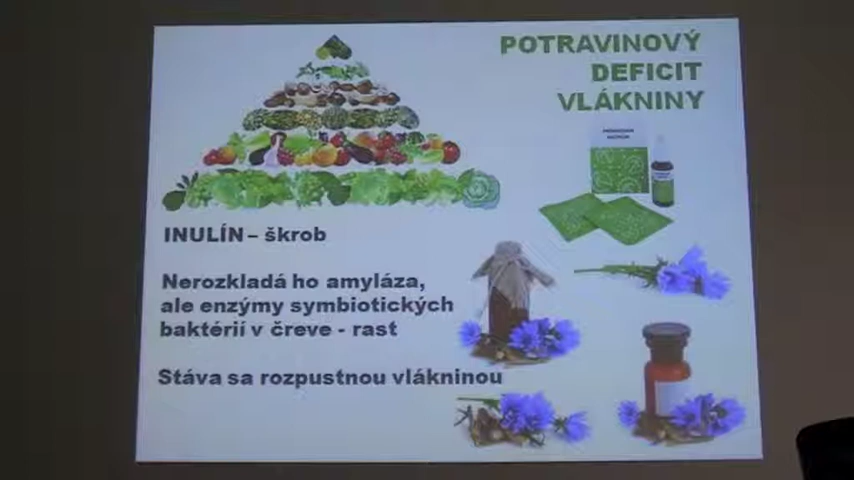 POTRAVINOVÝ
DEFICIT
VLÁKNINY
INULÍN – škrob
Nerozkladá ho amyláza,
ale enzýmy symbiotických
baktérií v čreve - rast
Stáva sa rozpustnou vlákninou